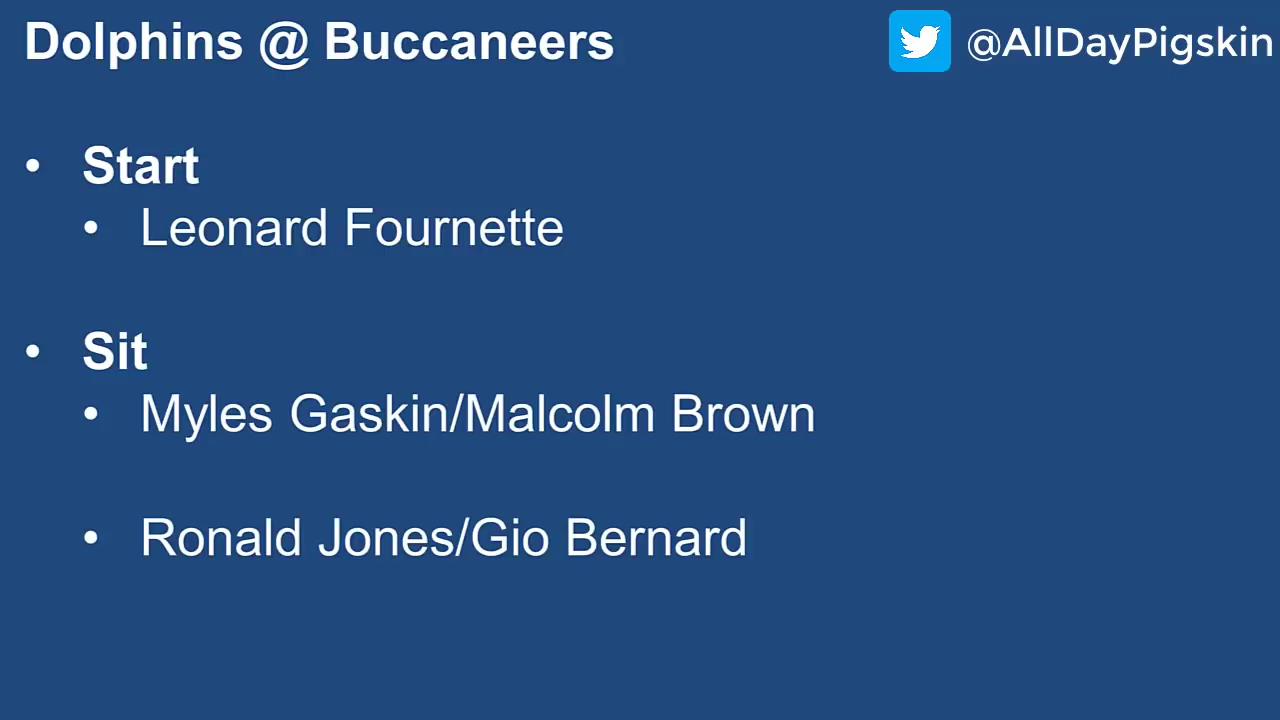 Dolphins @ Buccaneers
@AllDayPigskin
• Start
• Leonard Fournette
• Sit
• Myles Gaskin/Malcolm Brown
• Ronald Jones/Gio Bernard